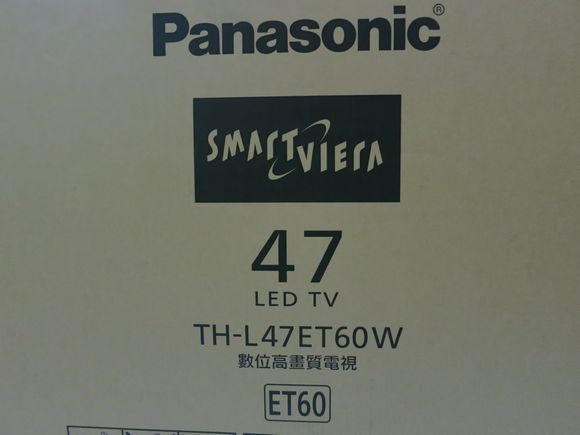 Panasonic®
SMART VIERA
47
LED TV
TH-L47ET60W
數位高畫質電視
ET60